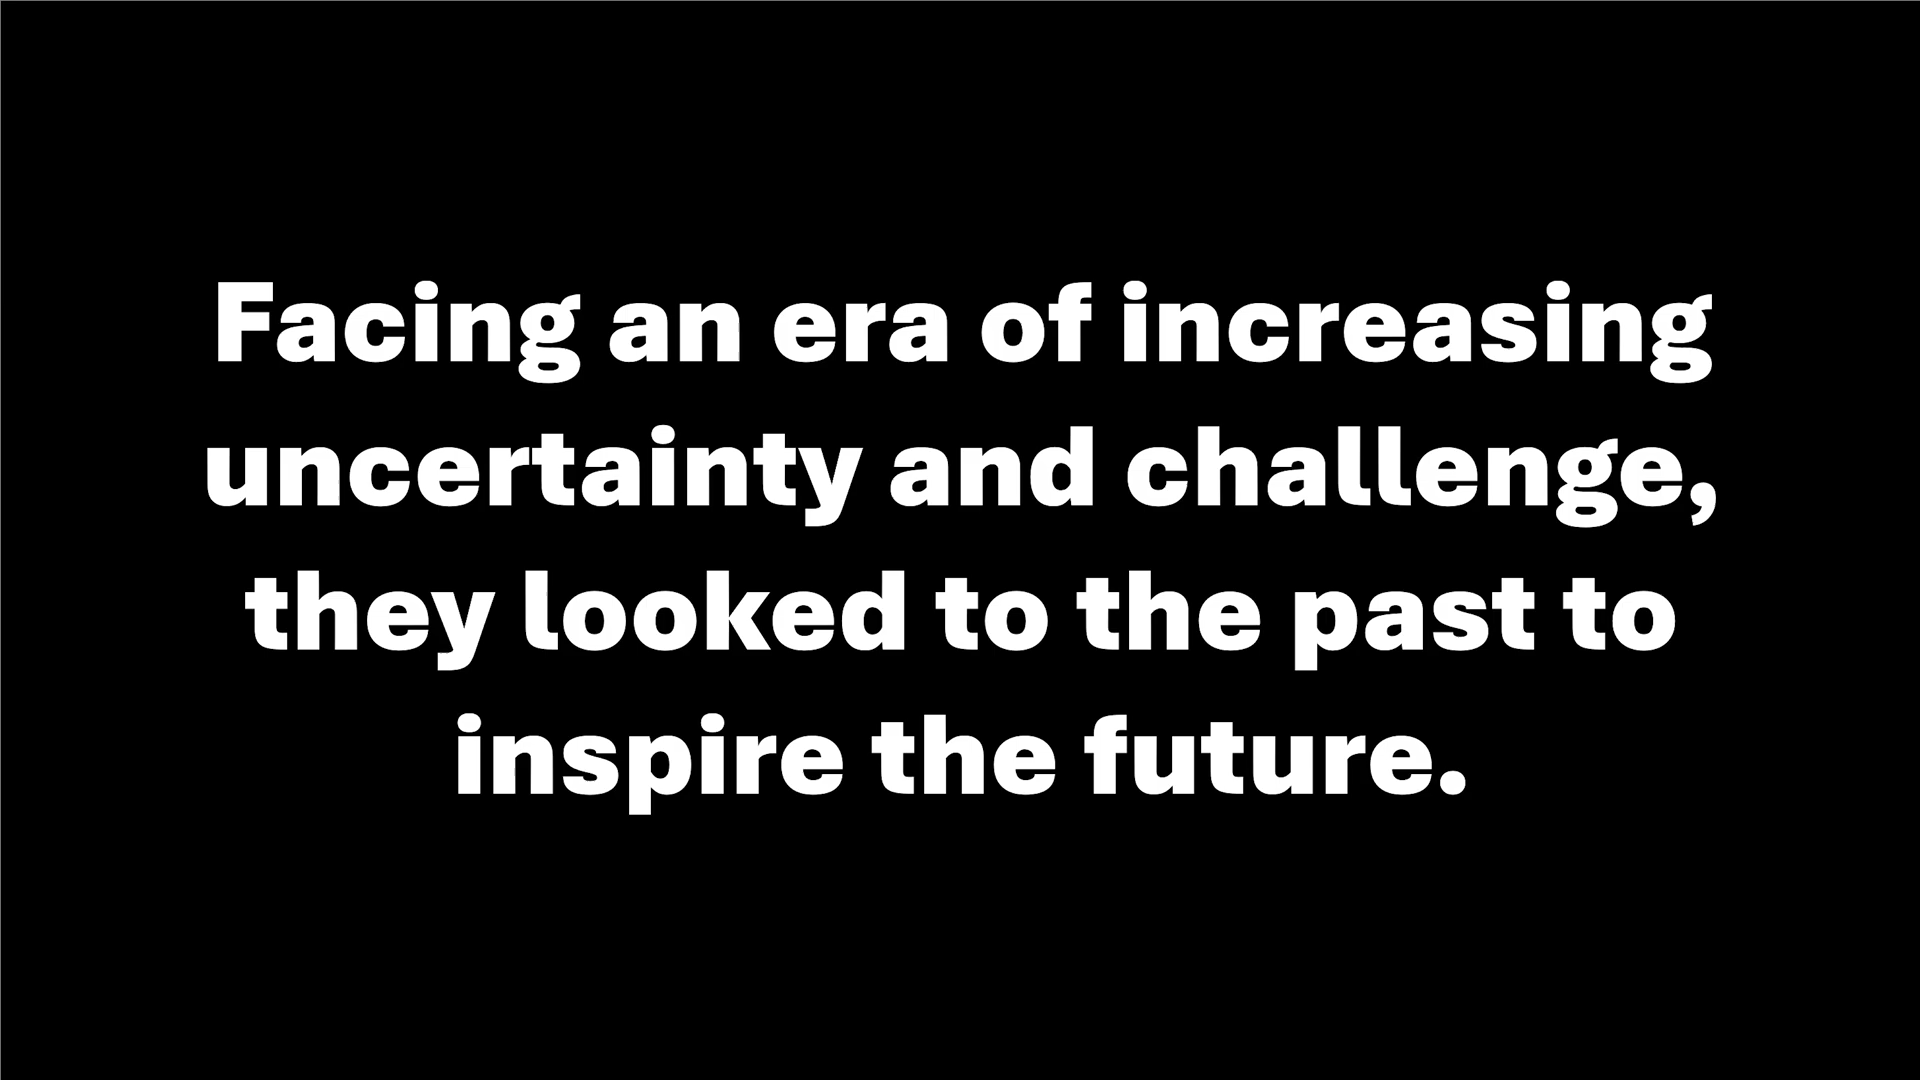 Facing an era of increasing
uncertainty and challenge,
they looked to the past to
inspire the future.